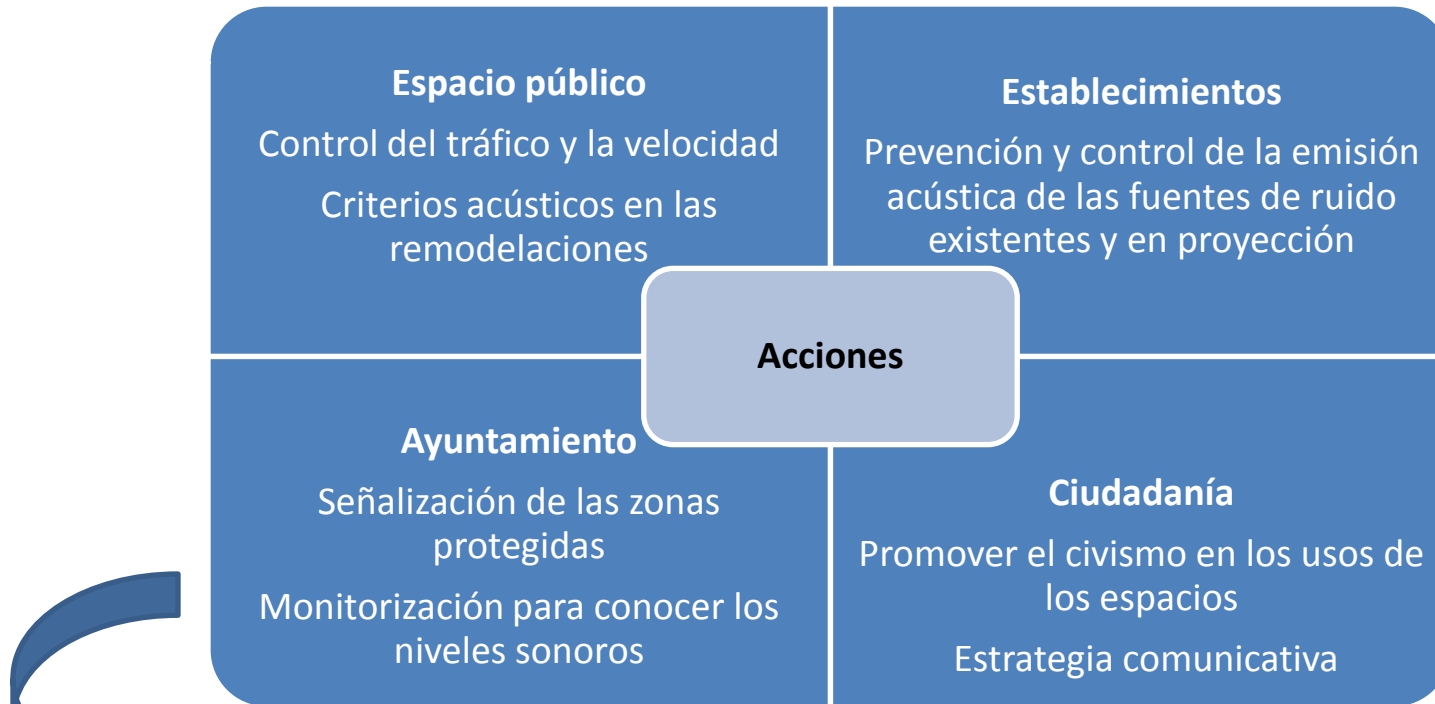 Espacio público
Control del tráfico y la velocidad
Criterios acústicos en las
remodelaciones
Establecimientos
Prevención y control de la emisión
acústica de las fuentes de ruido
existentes y en proyección
Acciones
Ayuntamiento
Señalización de las zonas
protegidas
Monitorización para conocer los
niveles sonoros
Ciudadanía
Promover el civismo en los usos de
los espacios
Estrategia comunicativa